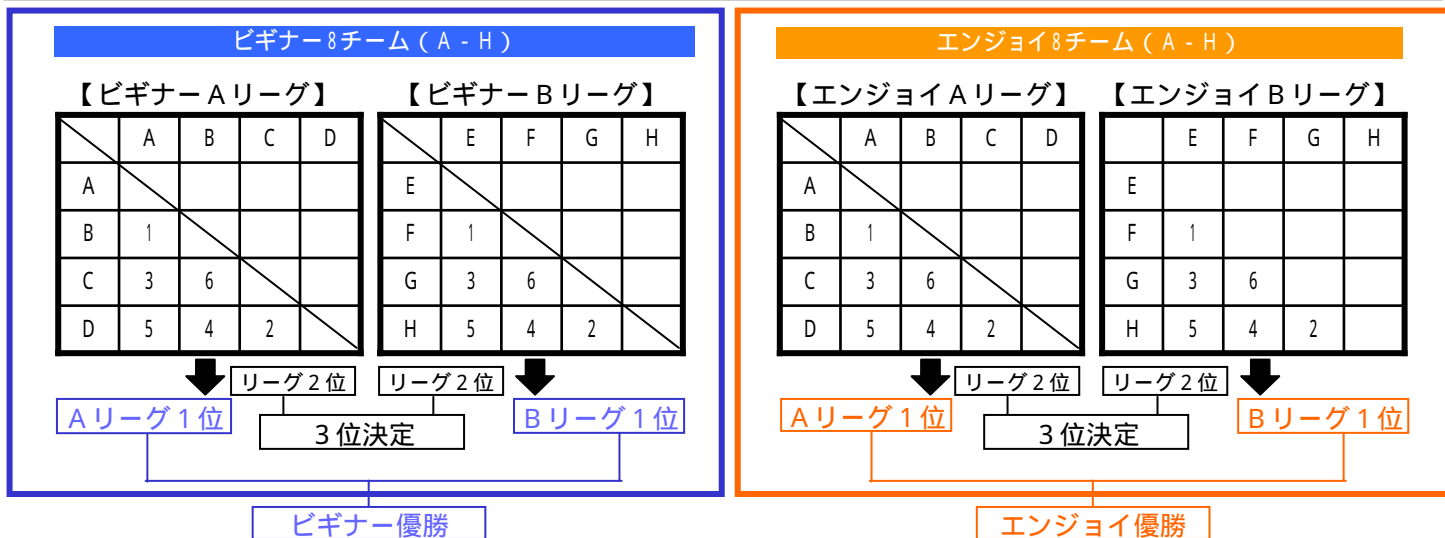 ビギナー8チーム(A-H)
【ビギナーAリーグ】
【ビギナーBリーグ】
A B C D
A
B 1
C 3 6
D 5 4 2
E F G H
E
F 1
G 3 6
H 5 4 2
リーグ2位
リーグ2位
Aリーグ1位
3位決定
Bリーグ1位
ビギナー優勝
エンジョイ8チーム(A-H)
【エンジョイAリーグ】
【エンジョイBリーグ】
A B C D
A
B 1
C 3 6
D 5 4 2
E F G H
E
F 1
G 3 6
H 5 4 2
リーグ2位
リーグ2位
Aリーグ1位
3位決定
Bリーグ1位
エンジョイ優勝